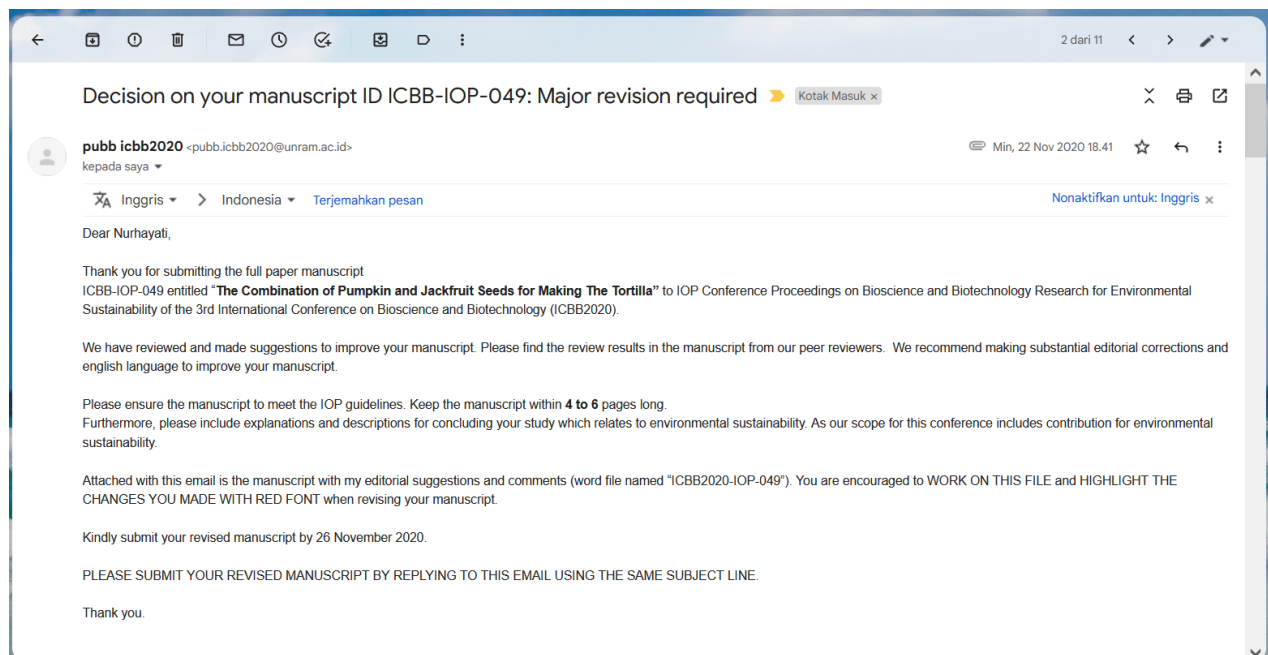 2 dari 11
Decision on your manuscript ID ICBB-IOP-049: Major revision required Kotak Masuk ×
pubb icbb2020 <pubb.icbb2020@unram.ac.id> Min, 22 Nov 2020 18.41
kepada saya
Inggris > Indonesia Terjemahkan pesan Nonaktifkan untuk: Inggris ×
Dear Nurhayati,
Thank you for submitting the full paper manuscript
ICBB-IOP-049 entitled “The Combination of Pumpkin and Jackfruit Seeds for Making The Tortilla” to IOP Conference Proceedings on Bioscience and Biotechnology Research for Environmental
Sustainability of the 3rd International Conference on Bioscience and Biotechnology (ICBB2020).
We have reviewed and made suggestions to improve your manuscript. Please find the review results in the manuscript from our peer reviewers. We recommend making substantial editorial corrections and
english language to improve your manuscript.
Please ensure the manuscript to meet the IOP guidelines. Keep the manuscript within 4 to 6 pages long.
Furthermore, please include explanations and descriptions for concluding your study which relates to environmental sustainability. As our scope for this conference includes contribution for environmental
sustainability.
Attached with this email is the manuscript with my editorial suggestions and comments (word file named “ICBB2020-IOP-049”). You are encouraged to WORK ON THIS FILE and HIGHLIGHT THE
CHANGES YOU MADE WITH RED FONT when revising your manuscript.
Kindly submit your revised manuscript by 26 November 2020.
PLEASE SUBMIT YOUR REVISED MANUSCRIPT BY REPLYING TO THIS EMAIL USING THE SAME SUBJECT LINE.
Thank you.